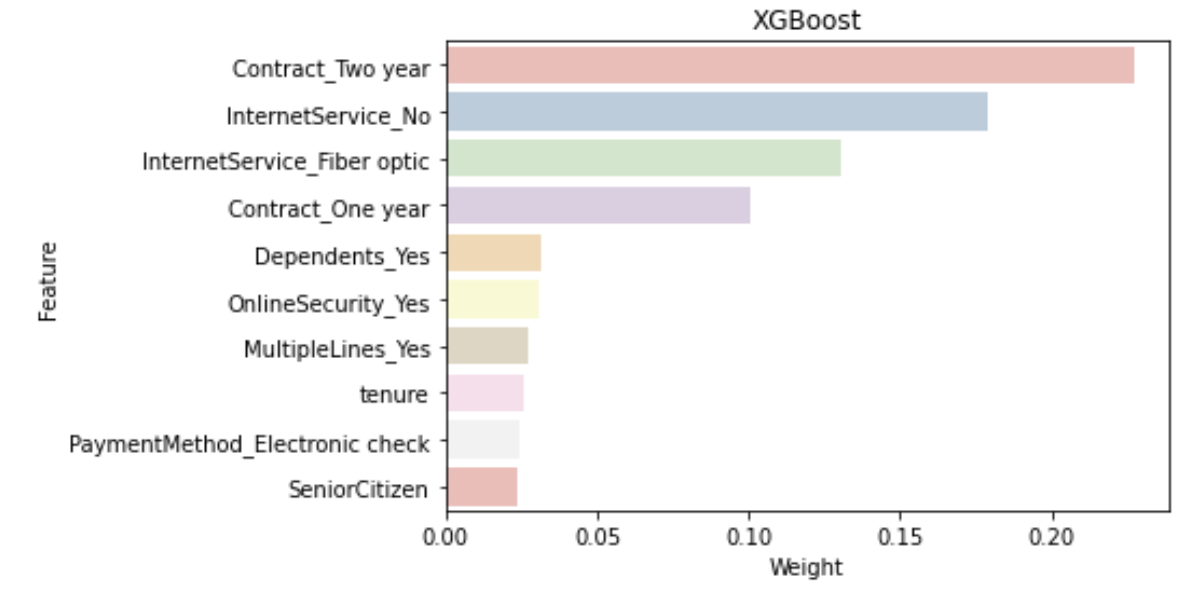 XGBoost
Contract_Two year
InternetService_No
InternetService_Fiber optic
Contract_One year
Dependents_Yes
OnlineSecurity_Yes
MultipleLines_Yes
tenure
PaymentMethod_Electronic check
SeniorCitizen
Feature
0.00 0.05 0.10 0.15 0.20
Weight